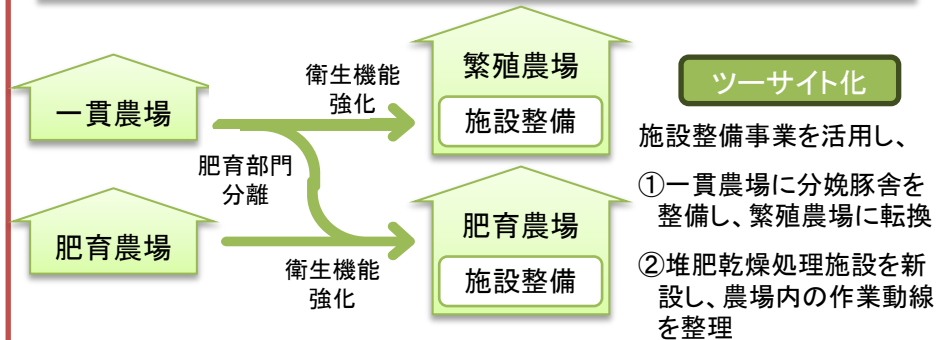 一貫農場
肥育農場
衛生機能
強化
肥育部門
分離
衛生機能
強化
繁殖農場
施設整備
肥育農場
施設整備
ツーサイト化
施設整備事業を活用し、
①一貫農場に分娩豚舎を
整備し、繁殖農場に転換
②堆肥乾燥処理施設を新
設し、農場内の作業動線
を整理